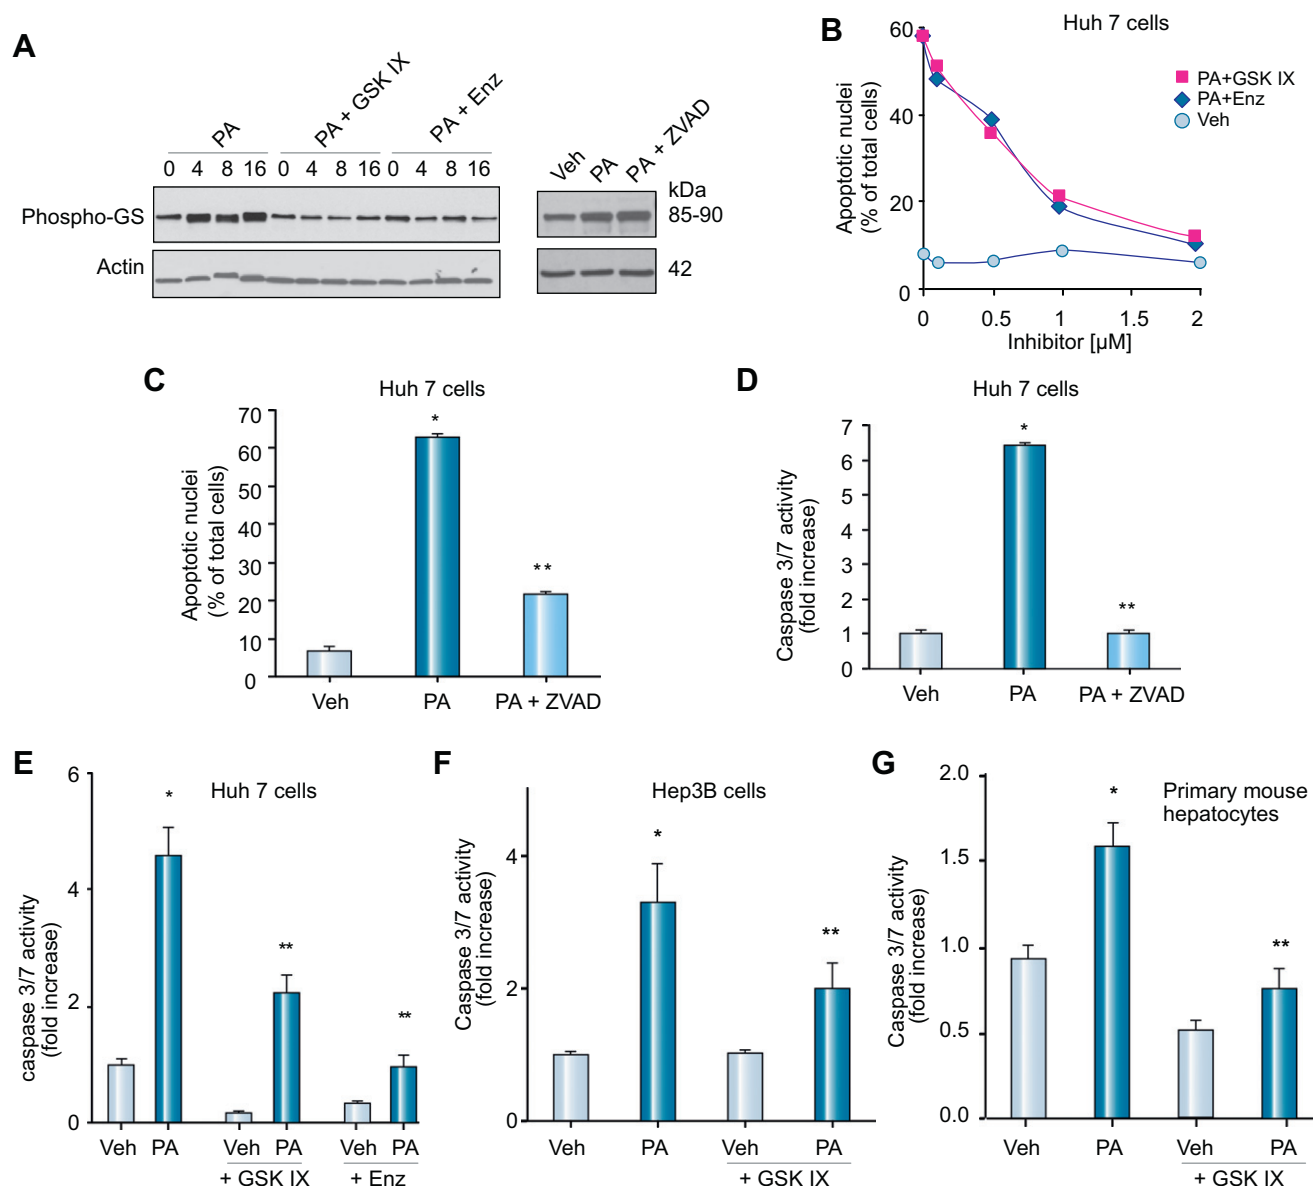 A
PA
PA + GSK IX
PA + Enz
0 4 8 16 0 4 8 16 0 4 8 16
Phospho-GS
Actin
Veh
PA
PA + ZVAD
kDa
85-90
42
B
Huh 7 cells
Apoptotic nuclei
(% of total cells)
60
40
20
0
0 0.5 1 1.5 2
Inhibitor [µM]
PA+GSK IX
PA+Enz
Veh
C
Huh 7 cells
Apoptotic nuclei
(% of total cells)
70
60
50
40
30
20
10
0
*
**
Veh PA PA + ZVAD
D
Huh 7 cells
Caspase 3/7 activity
(fold increase)
7
6
5
4
3
2
1
0
*
**
Veh PA PA + ZVAD
E
Huh 7 cells
caspase 3/7 activity
(fold increase)
6
4
2
0
*
**
**
Veh PA Veh PA Veh PA
+ GSK IX + Enz
F
Hep3B cells
Caspase 3/7 activity
(fold increase)
4
2
0
*
**
Veh PA Veh PA
+ GSK IX
G
Primary mouse
hepatocytes
Caspase 3/7 activity
(fold increase)
2.0
1.5
1.0
0.5
0.0
*
**
Veh PA Veh PA
+ GSK IX